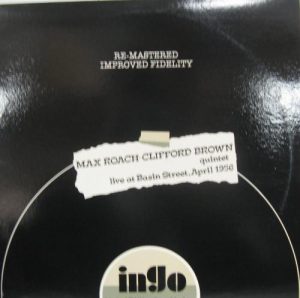 RE-MASTERED
IMPROVED FIDELITY
MAX ROACH CLIFFORD BROWN
quintet
live at Basin Street, April 1956
ingo